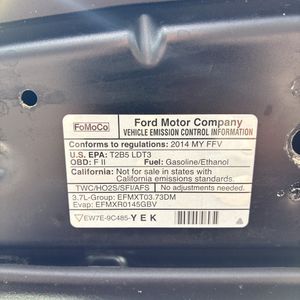 FoMoCo
Ford Motor Company
VEHICLE EMISSION CONTROL INFORMATION
Conforms to regulations: 2014 MY FFV
U.S. EPA: T2B5 LDT3
OBD: F II Fuel: Gasoline/Ethanol
California: Not for sale in states with
California emissions standards.
TWC/HO2S/SFI/AFS No adjustments needed.
3.7L-Group: EFMXT03.73DM
Evap: EFMXR0145GBV
EW7E-9C485-YEK